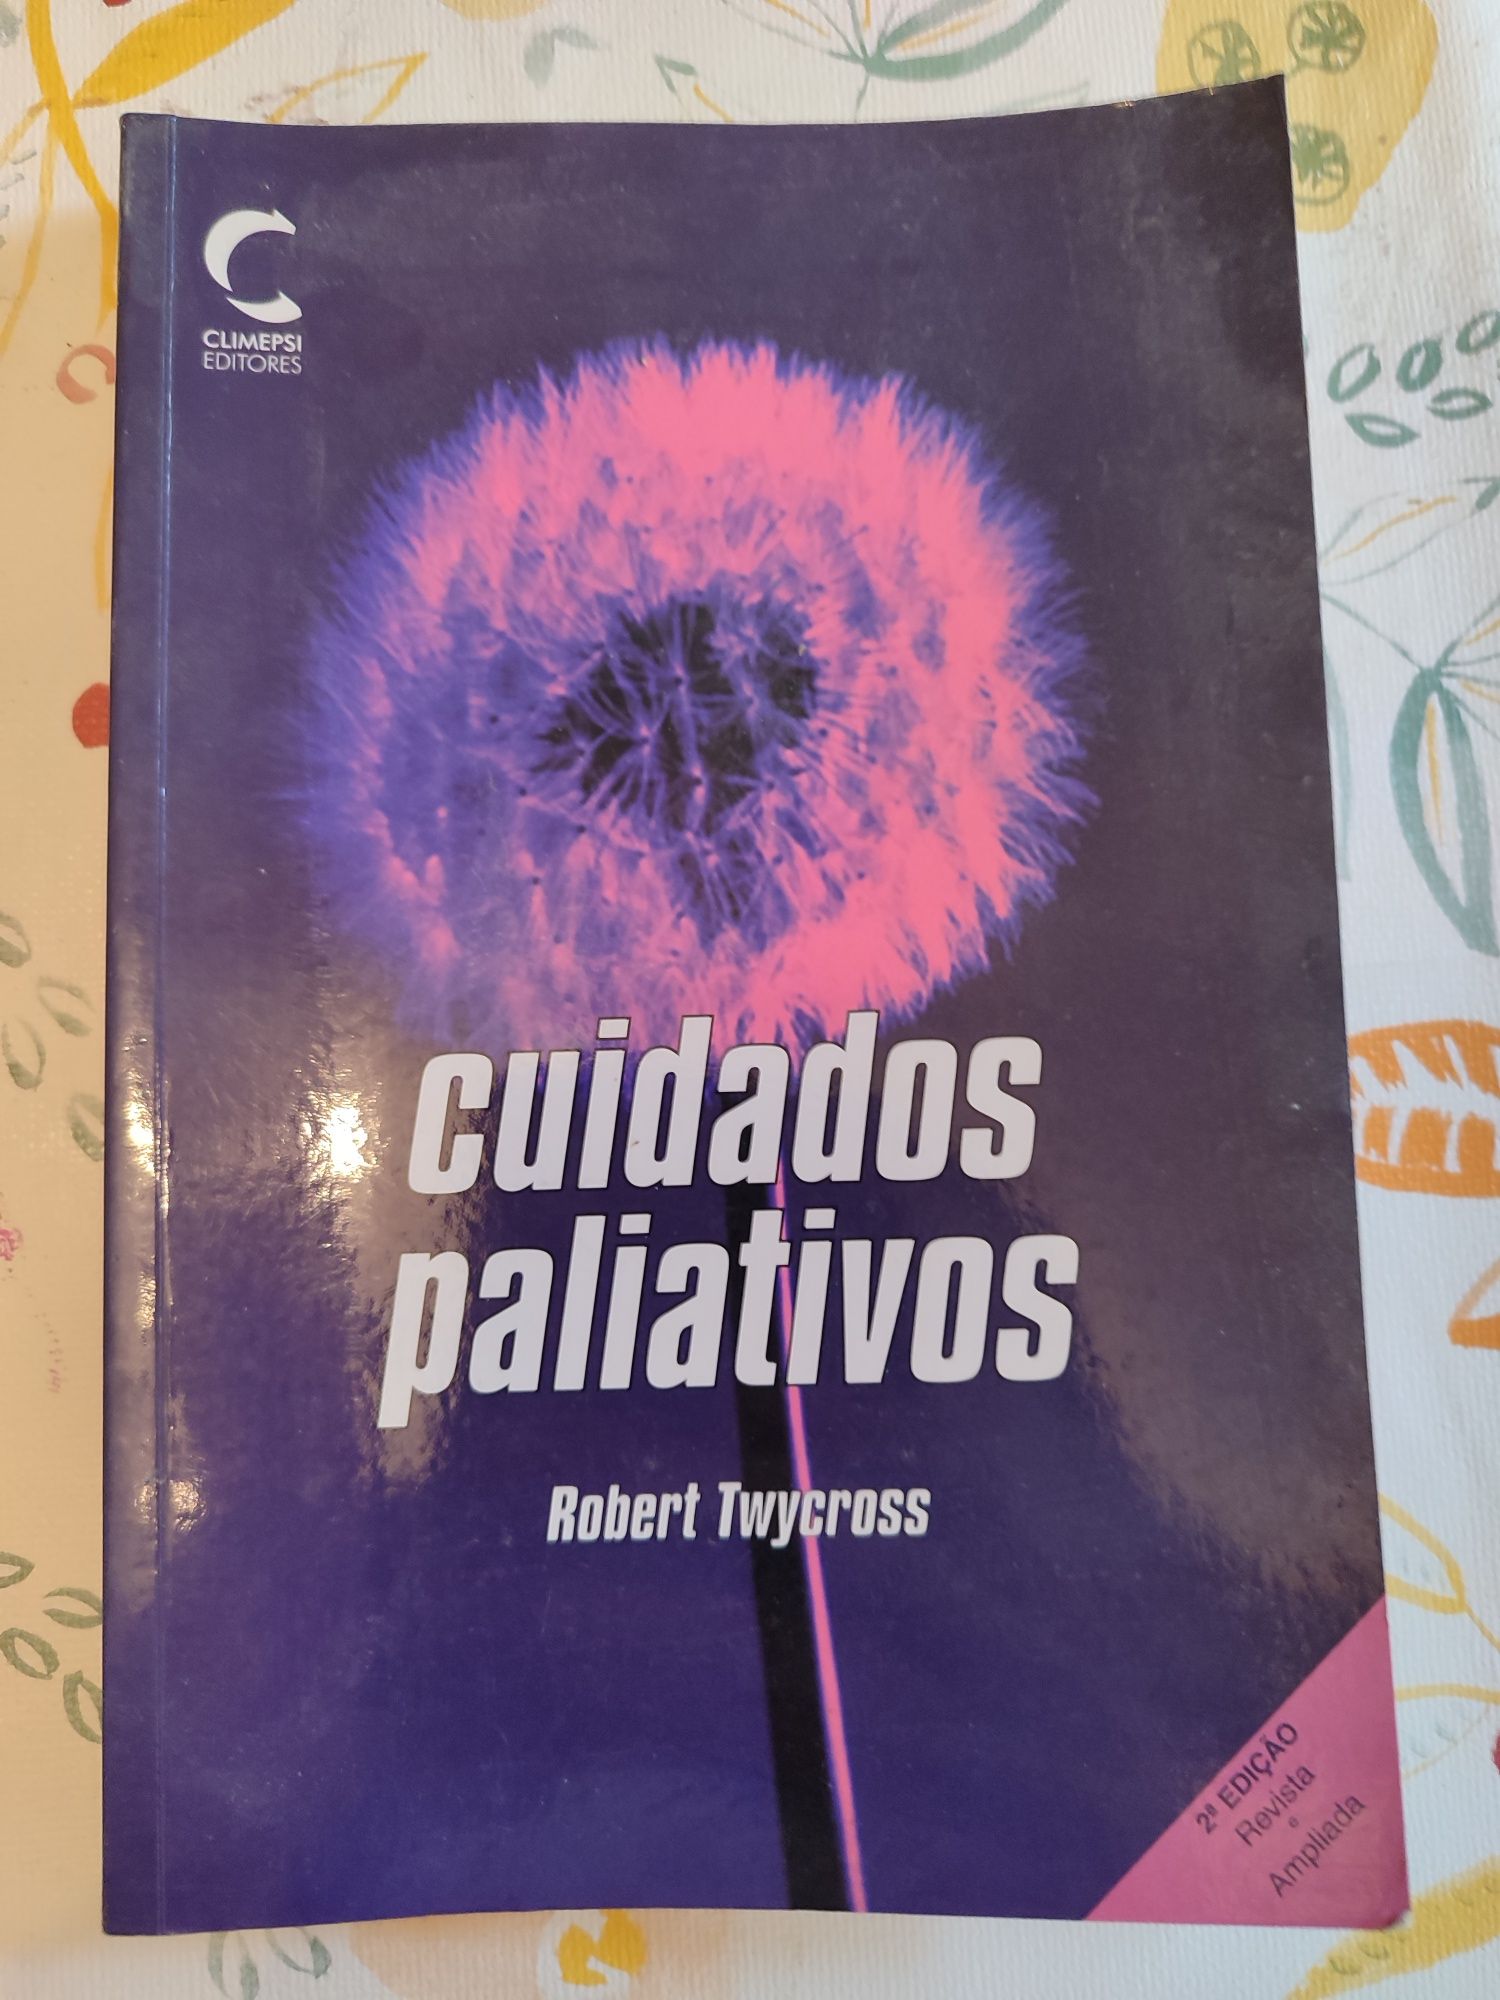 CLIMEPSI
EDITORES
cuidados
paliativos
Robert Twycross
2ª EDIÇÃO
Revista
e
Ampliada